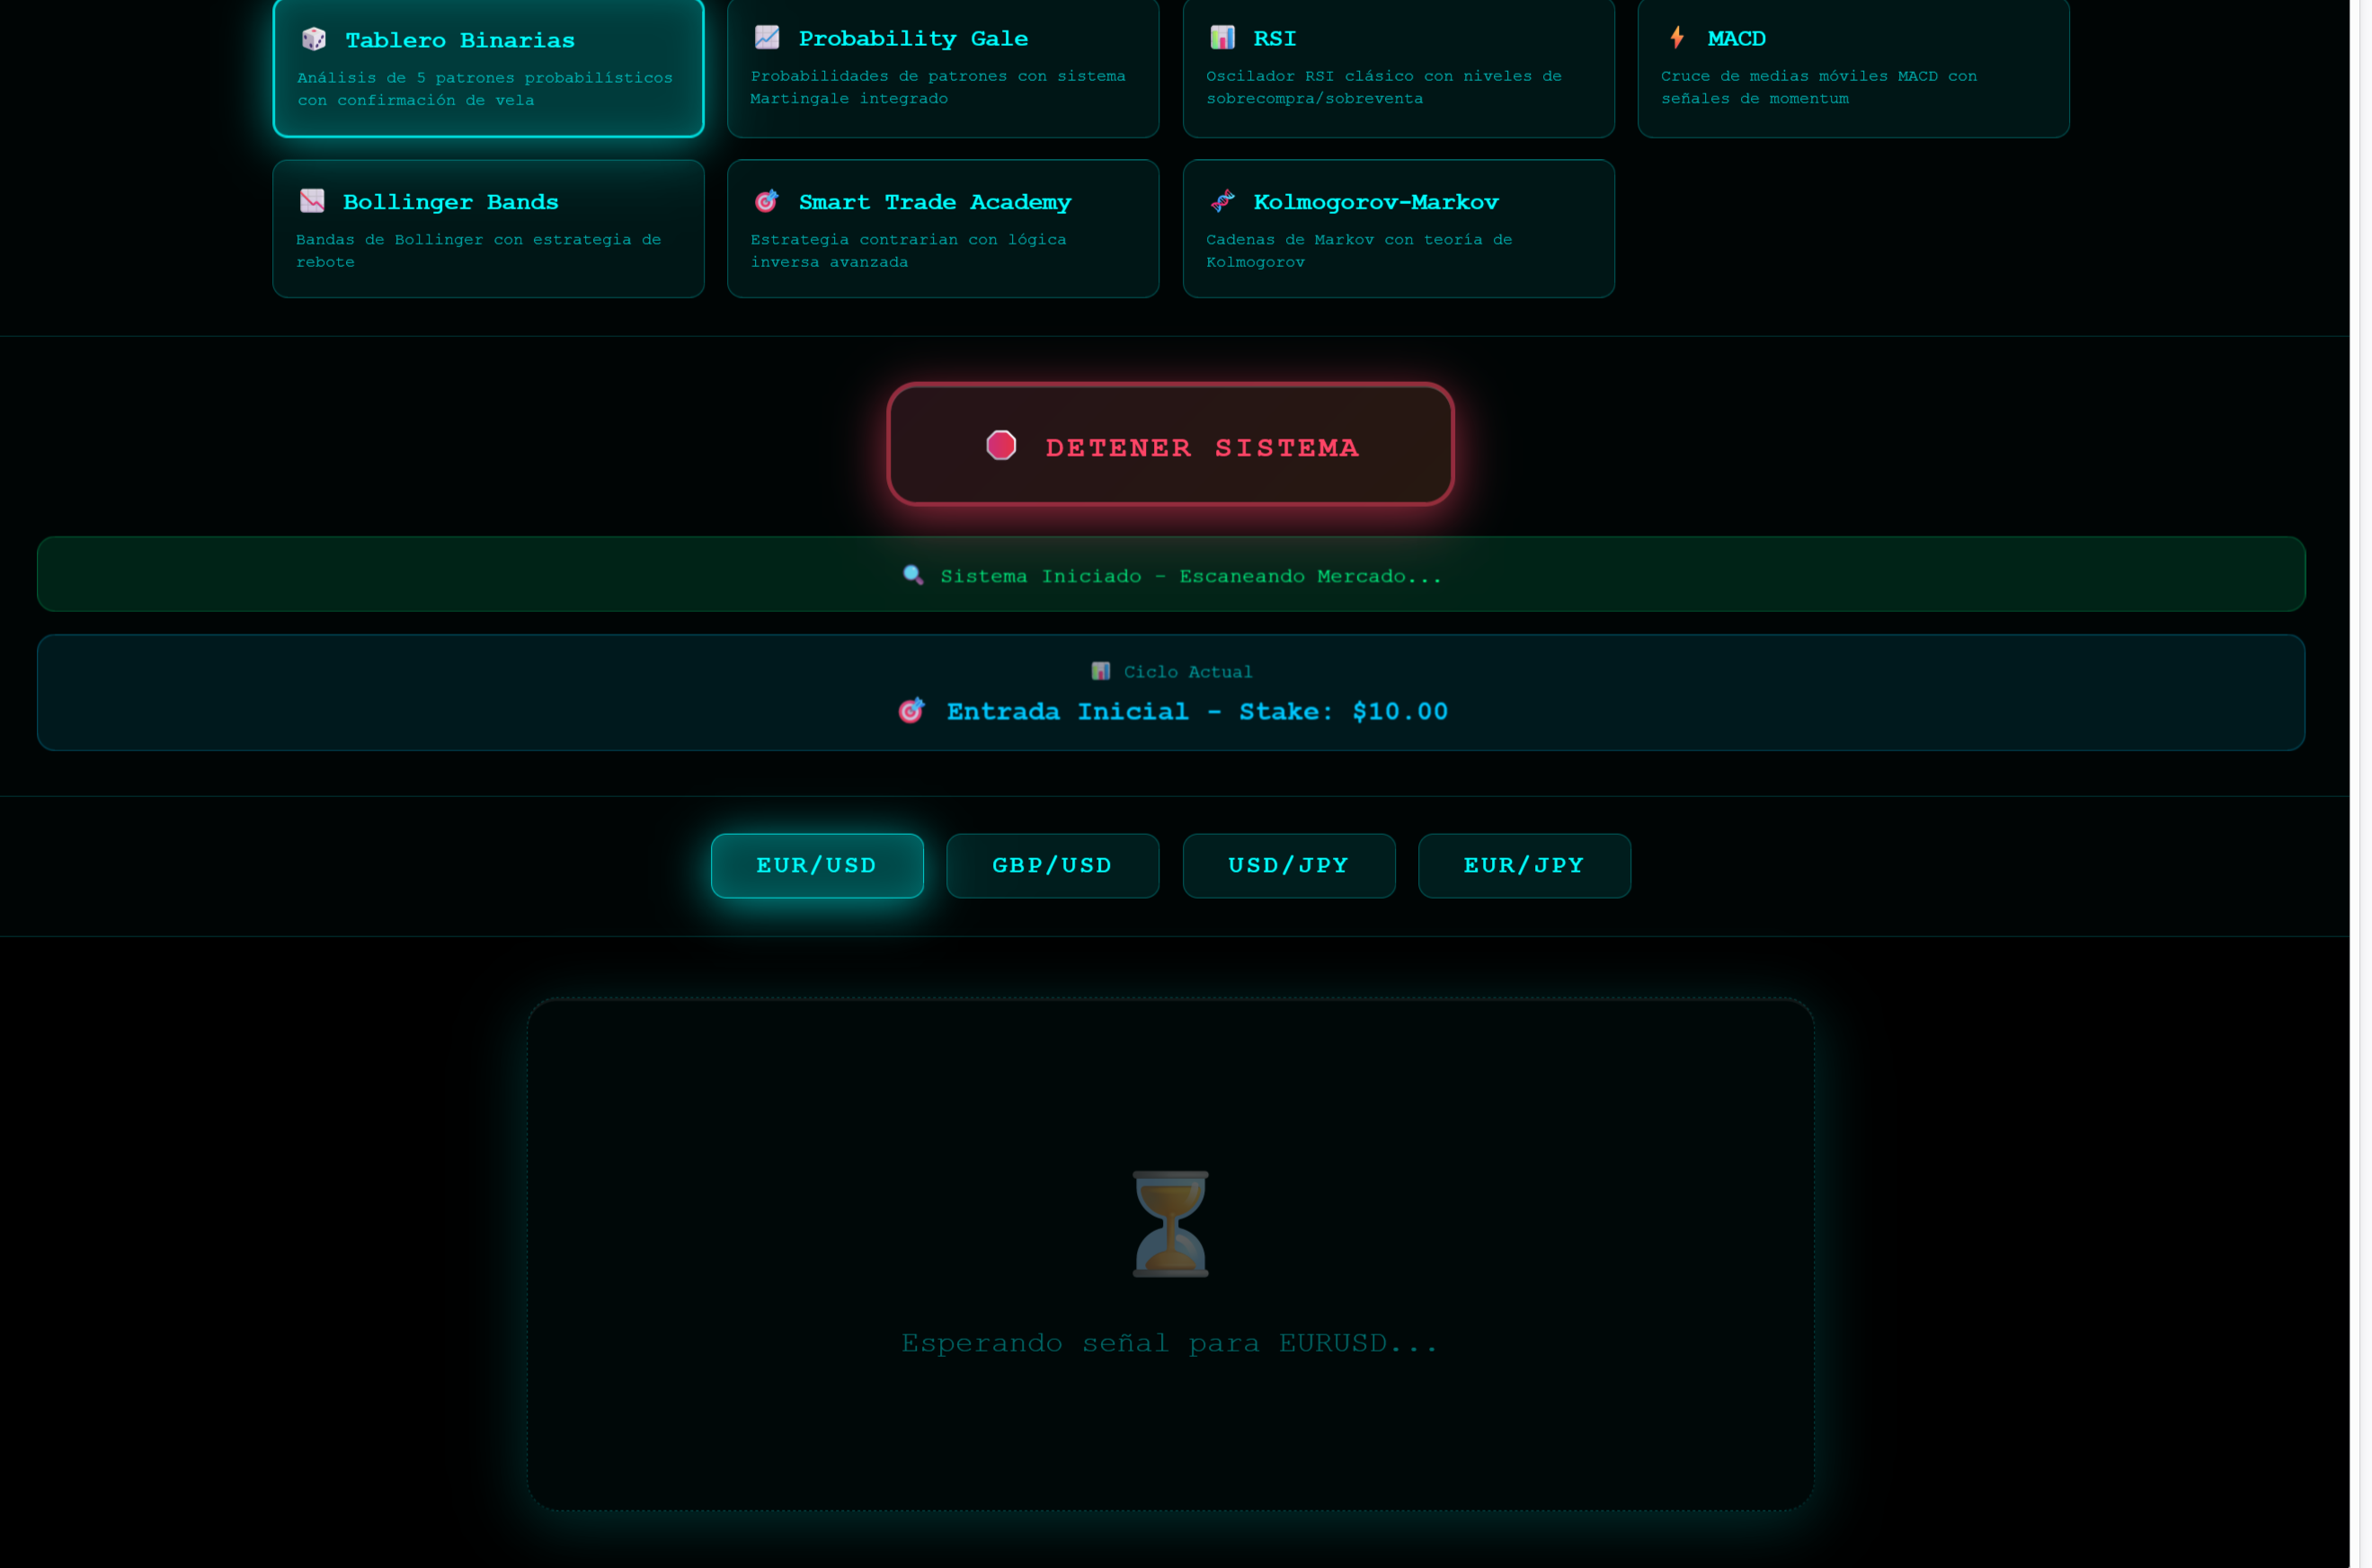 Tablero Binarias
Análisis de 5 patrones probabilísticos
con confirmación de vela
Probability Gale
Probabilidades de patrones con sistema
Martingale integrado
RSI
Oscilador RSI clásico con niveles de
sobrecompra/sobreventa
MACD
Cruce de medias móviles MACD con
señales de momentum
Bollinger Bands
Bandas de Bollinger con estrategia de
rebote
Smart Trade Academy
Estrategia contrarian con lógica
inversa avanzada
Kolmogorov-Markov
Cadenas de Markov con teoría de
Kolmogorov
DETENER SISTEMA
Sistema Iniciado - Escaneando Mercado...
Ciclo Actual
Entrada Inicial - Stake: $10.00
EUR/USD
GBP/USD
USD/JPY
EUR/JPY
Esperando señal para EURUSD...